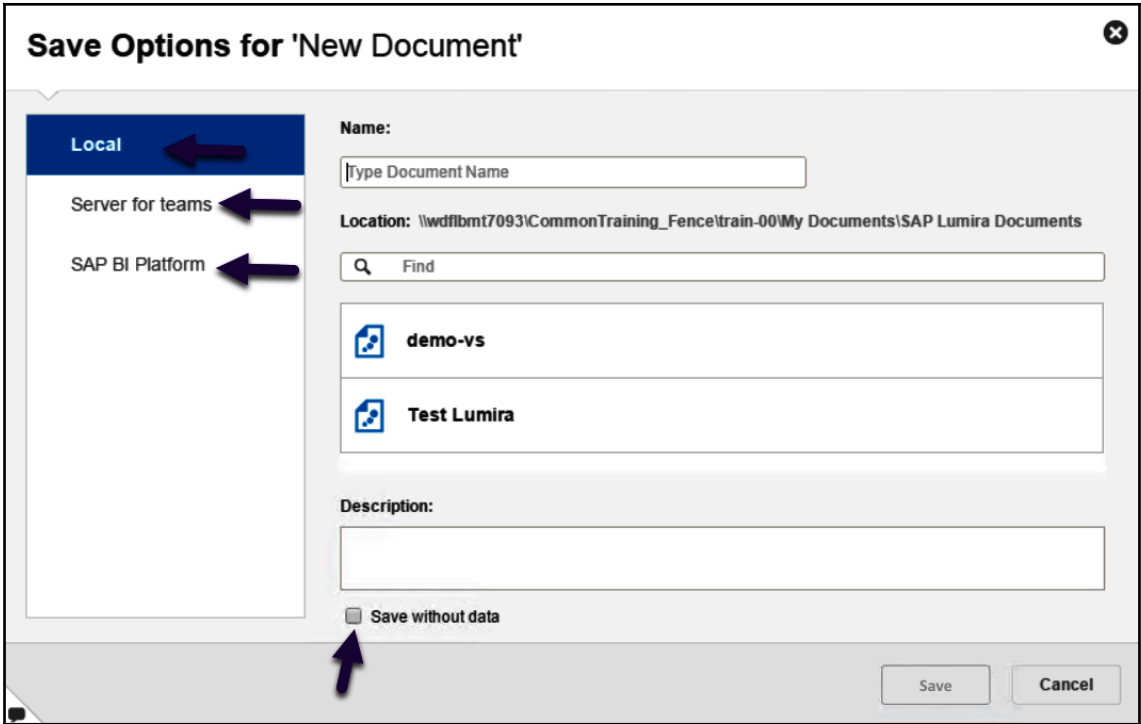 Save Options for 'New Document'
Local
Server for teams
SAP BI Platform
Name:
Type Document Name
Location: \\wdflbmt7093\CommonTraining_Fence\train-00\My Documents\SAP Lumira Documents
Find
demo-vs
Test Lumira
Description:
Save without data
Save
Cancel